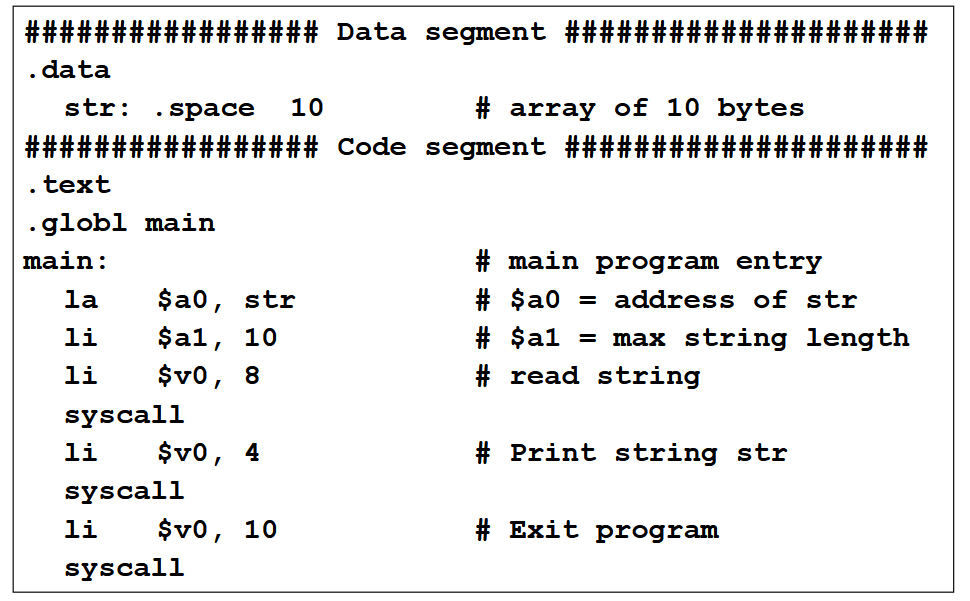 ################# Data segment #####################
.data
str: .space 10 # array of 10 bytes
################# Code segment #####################
.text
.globl main
main: # main program entry
la $a0, str # $a0 = address of str
li $a1, 10 # $a1 = max string length
li $v0, 8 # read string
syscall
li $v0, 4 # Print string str
syscall
li $v0, 10 # Exit program
syscall